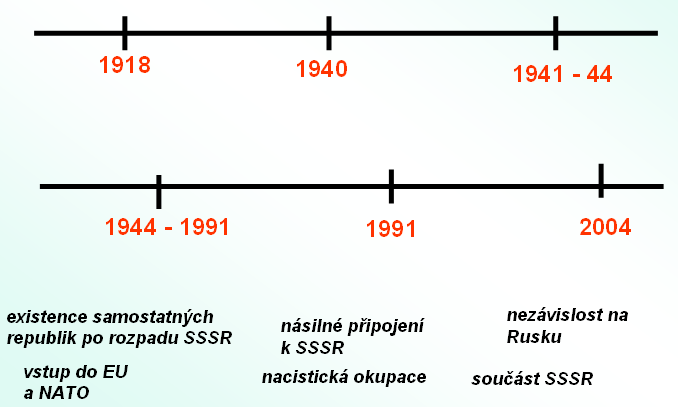 1918
1940
1941 - 44
1944 - 1991
1991
2004
existence samostatných
republik po rozpadu SSSR
násilné připojení
k SSSR
nezávislost na
Rusku
vstup do EU
a NATO
nacistická okupace
součást SSSR